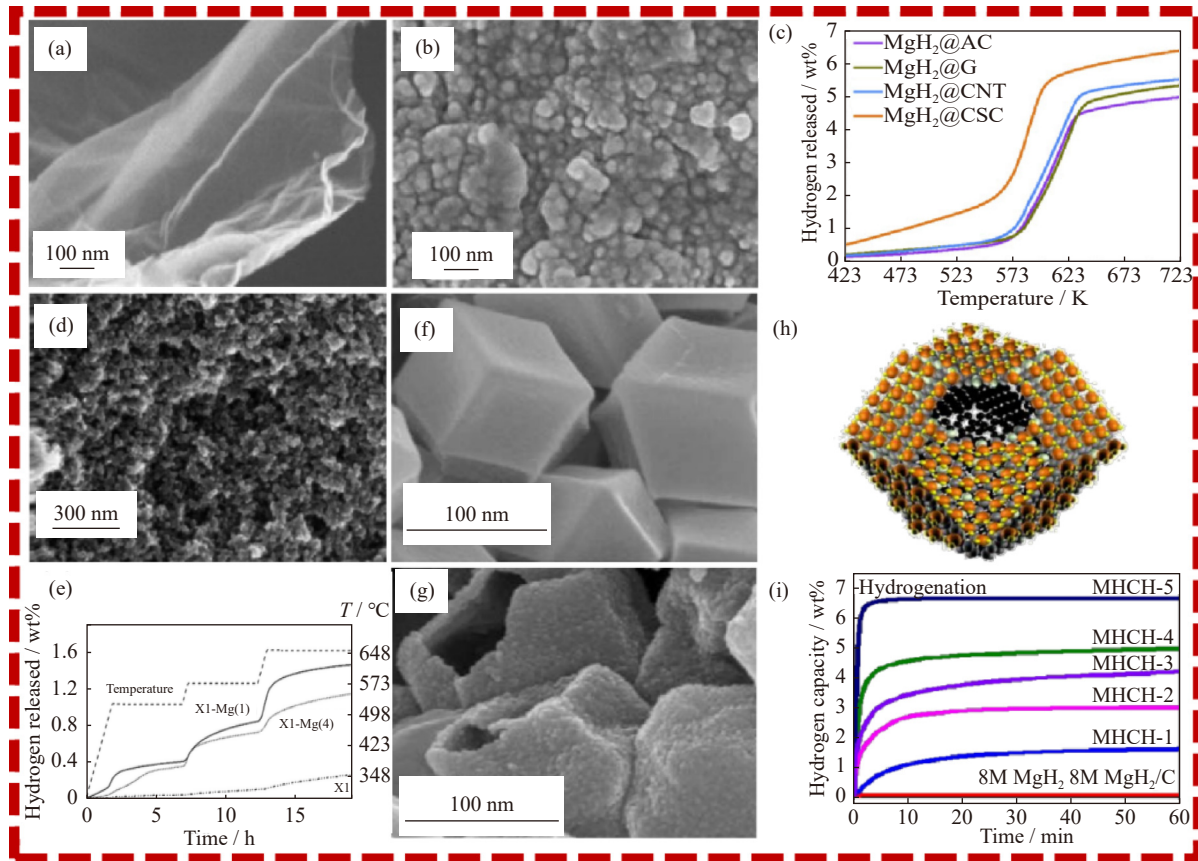 (a)
100 nm
(b)
100 nm
(c)
MgH₂@AC
MgH₂@G
MgH₂@CNT
MgH₂@CSC
Hydrogen released / wt%
7
6
5
4
3
2
1
0
423 473 523 573 623 673 723
Temperature / K
(d)
300 nm
(f)
100 nm
(h)
(e)
T / °C
Hydrogen released / wt%
1.6
1.2
0.8
0.4
0
648
573
498
423
348
Temperature
X1-Mg(1)
X1-Mg(4)
X1
0 5 10 15
Time / h
(g)
100 nm
(i)
Hydrogenation
Hydrogen capacity / wt%
7
6
5
4
3
2
1
0
MHCH-5
MHCH-4
MHCH-3
MHCH-2
MHCH-1
8M MgH₂ 8M MgH₂/C
0 10 20 30 40 50 60
Time / min